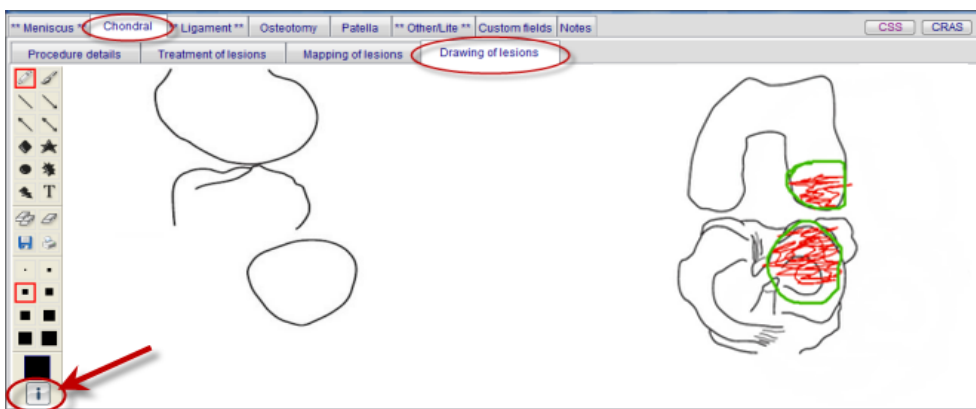 ** Meniscus ** Chondral ** Ligament ** Osteotomy Patella ** Other/Lite ** Custom fields Notes CSS CRAS
Procedure details Treatment of lesions Mapping of lesions Drawing of lesions
T
i